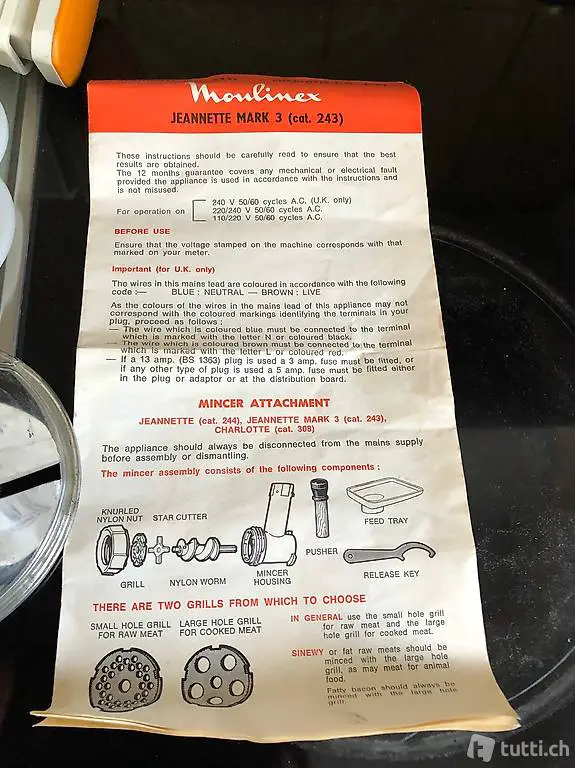 Moulinex
JEANNETTE MARK 3 (cat. 243)
These instructions should be carefully read to ensure that the best
results are obtained.
The 12 months guarantee covers any mechanical or electrical fault
provided the appliance is used in accordance with the instructions and
is not misused.
For operation on
240 V 50/60 cycles A.C. (U.K. only)
220/240 V 50/60 cycles A.C.
110/220 V 50/60 cycles A.C.
BEFORE USE
Ensure that the voltage stamped on the machine corresponds with that
marked on your meter.
Important (for U.K. only)
The wires in this mains lead are coloured in accordance with the following
code :— BLUE : NEUTRAL — BROWN : LIVE
As the colours of the wires in the mains lead of this appliance may not
correspond with the coloured markings identifying the terminals in your
plug, proceed as follows :
— The wire which is coloured blue must be connected to the terminal
which is marked with the letter N or coloured black.
— The wire which is coloured brown must be connected to the terminal
which is marked with the letter L or coloured red.
— If a 13 amp. (BS 1363) plug is used a 3 amp. fuse must be fitted, or
if any other type of plug is used a 5 amp. fuse must be fitted either
in the plug or adaptor or at the distribution board.
MINCER ATTACHMENT
JEANNETTE (cat. 244), JEANNETTE MARK 3 (cat. 243),
CHARLOTTE (cat. 308)
The appliance should always be disconnected from the mains supply
before assembly or dismantling.
The mincer assembly consists of the following components :
KNURLED
NYLON NUT
STAR CUTTER
GRILL
NYLON WORM
MINCER
HOUSING
PUSHER
FEED TRAY
RELEASE KEY
THERE ARE TWO GRILLS FROM WHICH TO CHOOSE
SMALL HOLE GRILL
FOR RAW MEAT
LARGE HOLE GRILL
FOR COOKED MEAT
IN GENERAL use the small hole grill
for raw meat and the large
hole grill for cooked meat.
SINEWY or fat raw meats should be
minced with the large hole
grill, as may meat for animal
food.
Fatty bacon should always be
minced with the large hole
grill.
tutti.ch